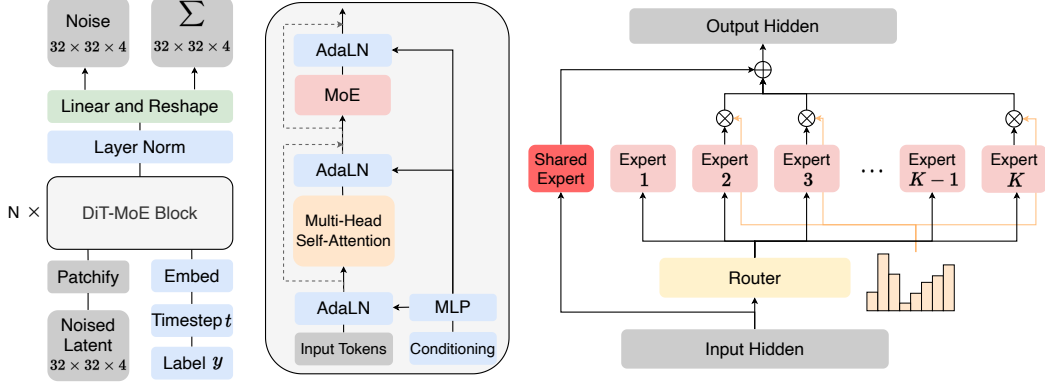 Noise
32 × 32 × 4
∑
32 × 32 × 4
Linear and Reshape
Layer Norm
N ×
DiT-MoE Block
Patchify
Embed
Noised
Latent
32 × 32 × 4
Timestep t
Label y
AdaLN
MoE
AdaLN
Multi-Head
Self-Attention
AdaLN
MLP
Input Tokens
Conditioning
Output Hidden
Shared
Expert
Expert
1
Expert
2
Expert
3
...
Expert
K − 1
Expert
K
Router
Input Hidden